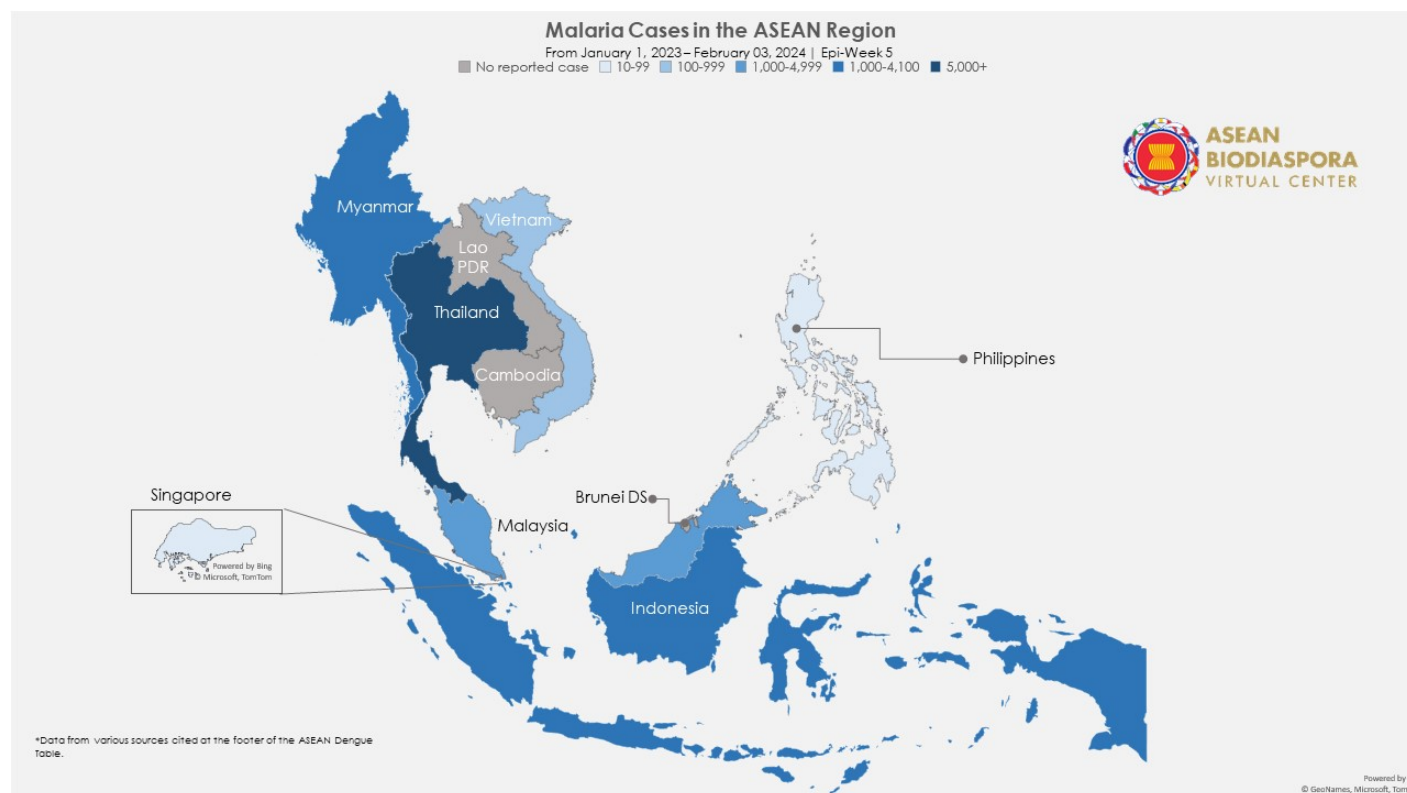 Malaria Cases in the ASEAN Region
From January 1, 2023– February 03, 2024 | Epi-Week 5
No reported case 10-99 100-999 1,000-4,999 1,000-4,100 5,000+
ASEAN
BIODIASPORA
VIRTUAL CENTER
Myanmar
Vietnam
Lao
PDR
Thailand
Cambodia
Philippines
Singapore
Powered by Bing
© Microsoft, TomTom
Brunei DS
Malaysia
Indonesia
*Data from various sources cited at the footer of the ASEAN Dengue
Table.
Powered by
© GeoNames, Microsoft, Tom